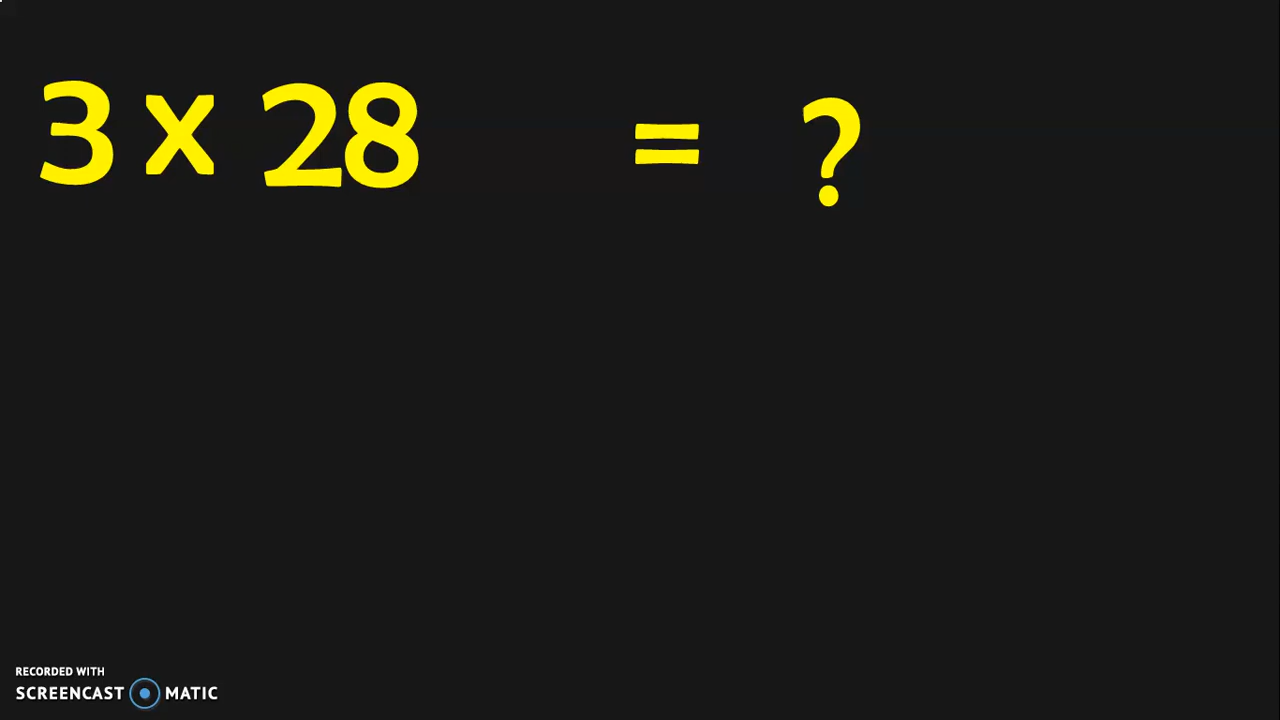 3 x 28 = ?
RECORDED WITH
SCREENCAST MATIC